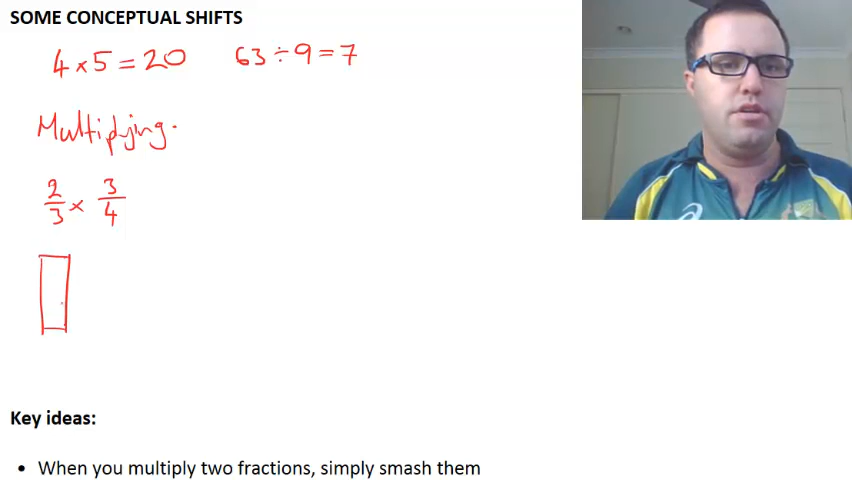 SOME CONCEPTUAL SHIFTS
4 × 5 = 20   63 ÷ 9 = 7
Multiplying.
2/3 × 3/4
Key ideas:
• When you multiply two fractions, simply smash them